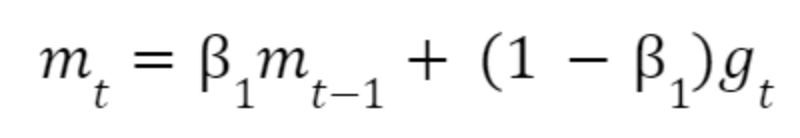 m_t = β_1 m_{t−1} + (1 − β_1)g_t